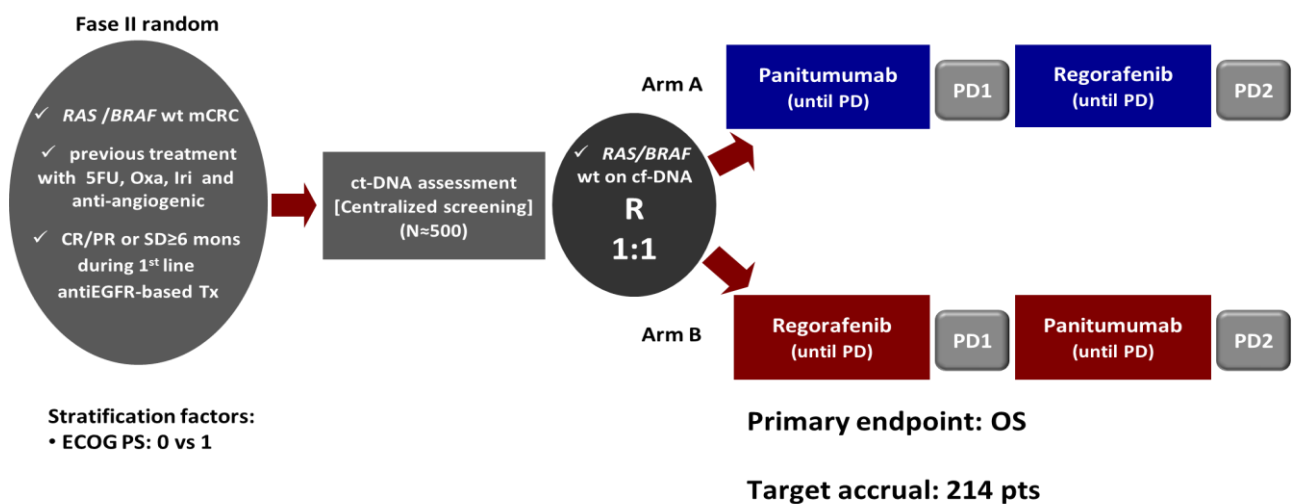 Fase II random
✓ RAS /BRAF wt mCRC
✓ previous treatment
with 5FU, Oxa, Iri and
anti-angiogenic
✓ CR/PR or SD≥6 mons
during 1st line
antiEGFR-based Tx
ct-DNA assessment
[Centralized screening]
(N≈500)
✓ RAS/BRAF
wt on cf-DNA
R
1:1
Arm A
Panitumumab
(until PD)
PD1
Regorafenib
(until PD)
PD2
Arm B
Regorafenib
(until PD)
PD1
Panitumumab
(until PD)
PD2
Stratification factors:
• ECOG PS: 0 vs 1
Primary endpoint: OS
Target accrual: 214 pts